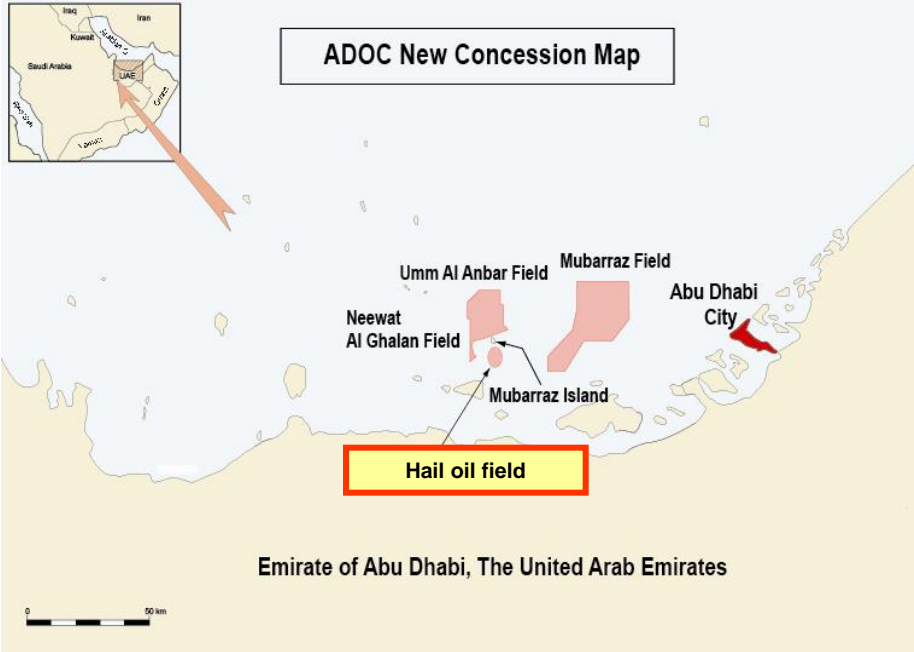 Iraq
Iran
Kuwait
Saudi Arabia
UAE
Oman
ADOC New Concession Map
Umm Al Anbar Field
Mubarraz Field
Abu Dhabi
City
Neewat
Al Ghalan Field
Mubarraz Island
Hail oil field
Emirate of Abu Dhabi, The United Arab Emirates
0
50 km